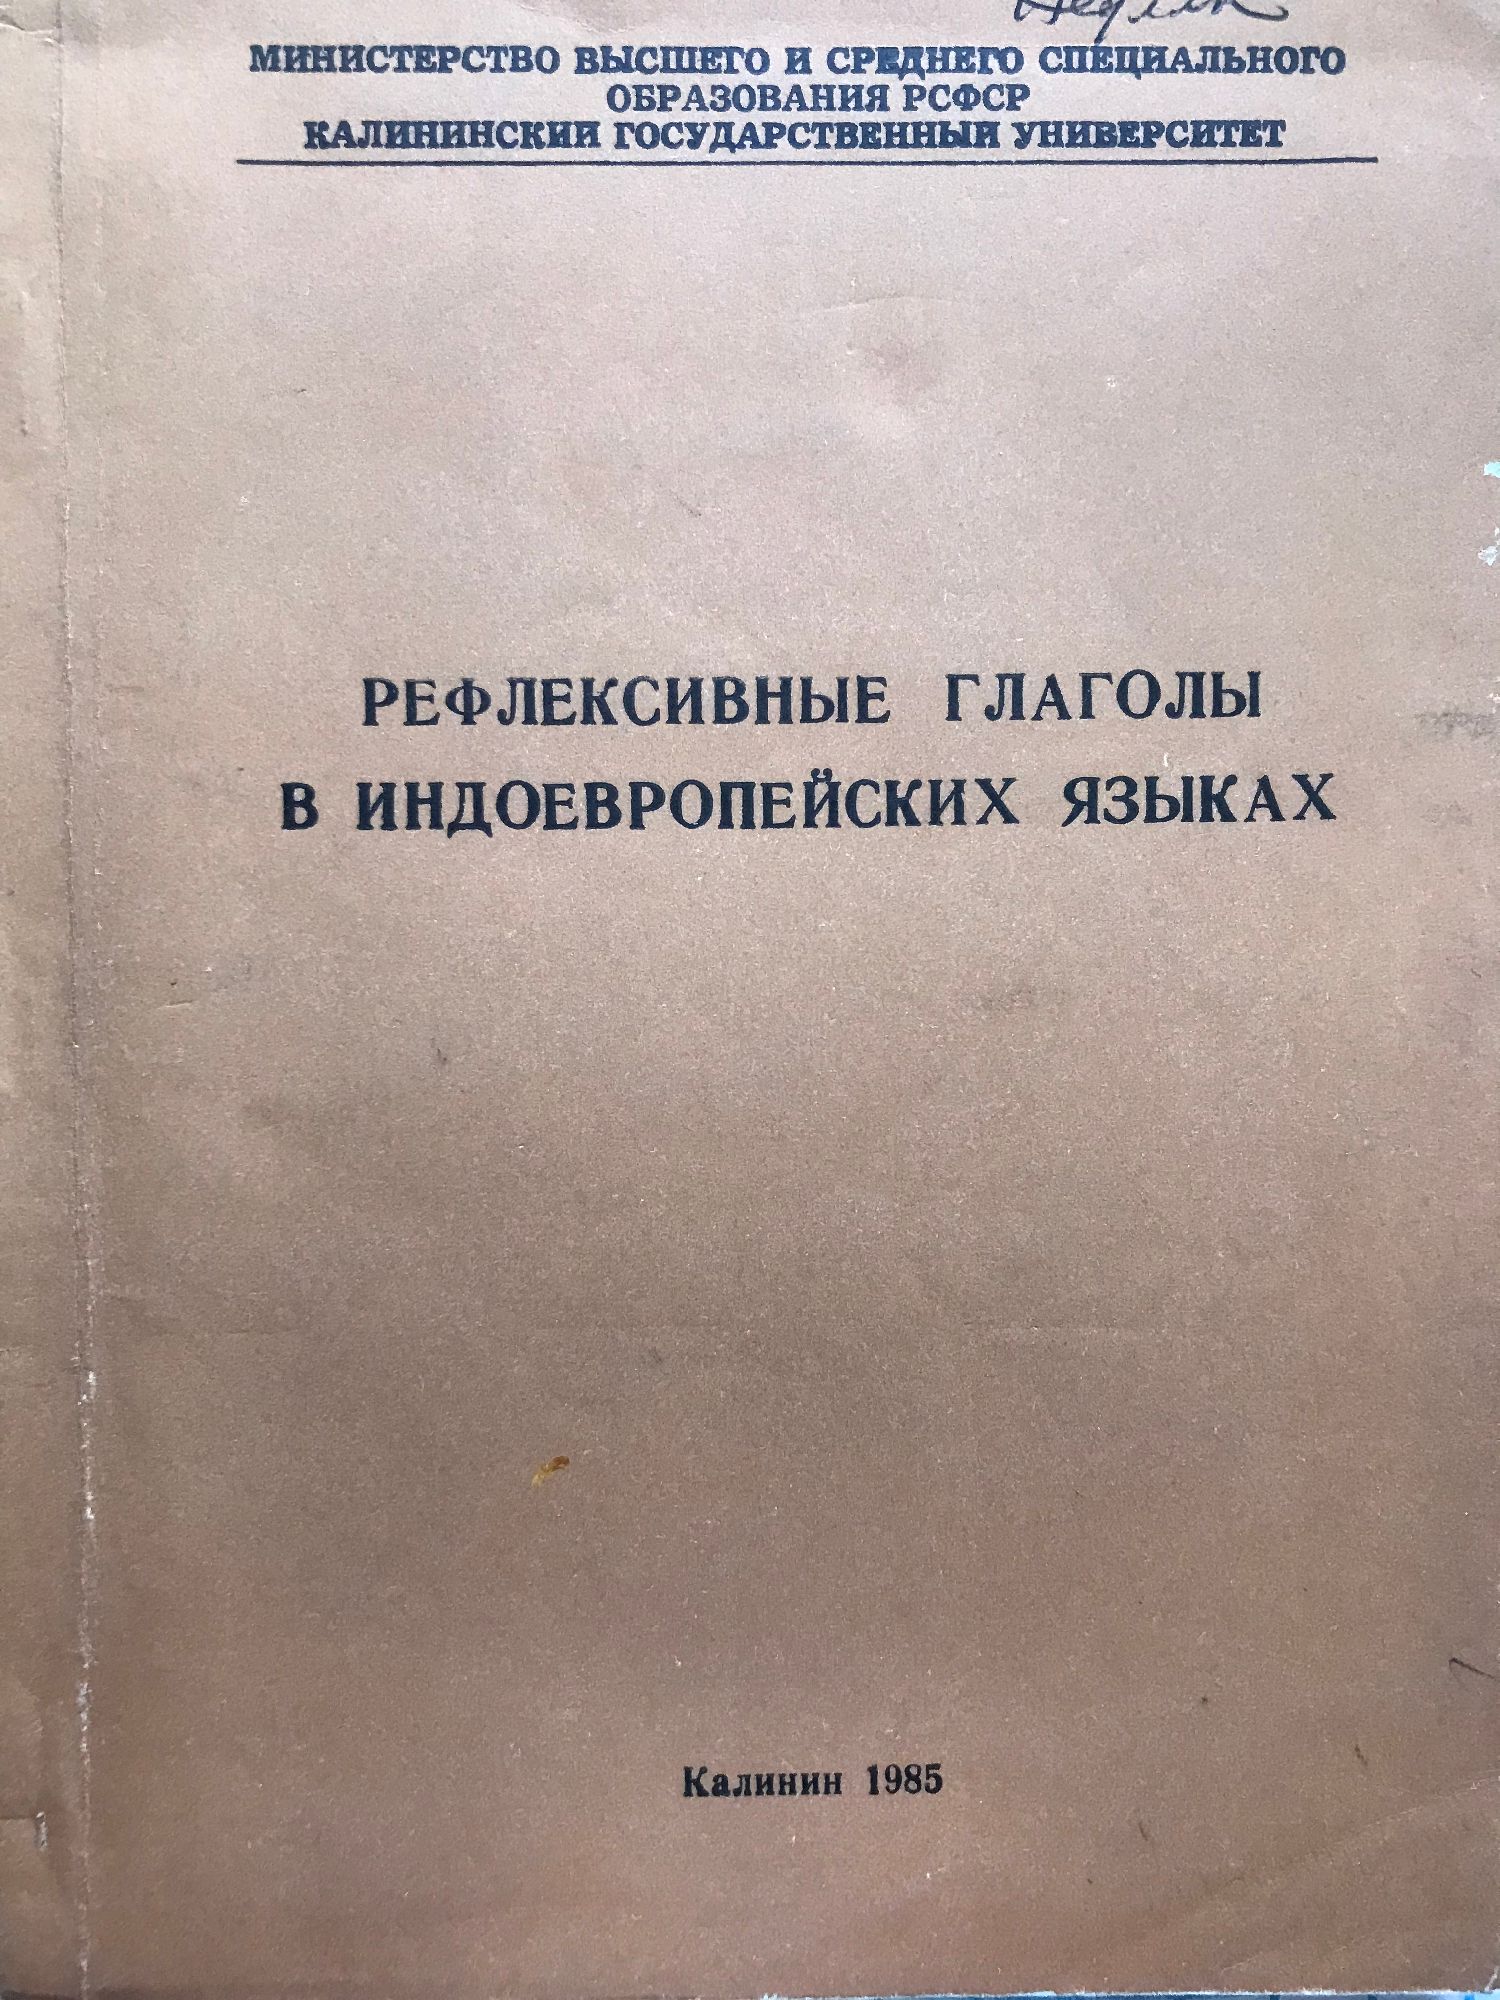 МИНИСТЕРСТВО ВЫСШЕГО И СРЕДНЕГО СПЕЦИАЛЬНОГО
ОБРАЗОВАНИЯ РСФСР
КАЛИНИНСКИЙ ГОСУДАРСТВЕННЫЙ УНИВЕРСИТЕТ
РЕФЛЕКСИВНЫЕ ГЛАГОЛЫ
В ИНДОЕВРОПЕЙСКИХ ЯЗЫКАХ
Калинин 1985